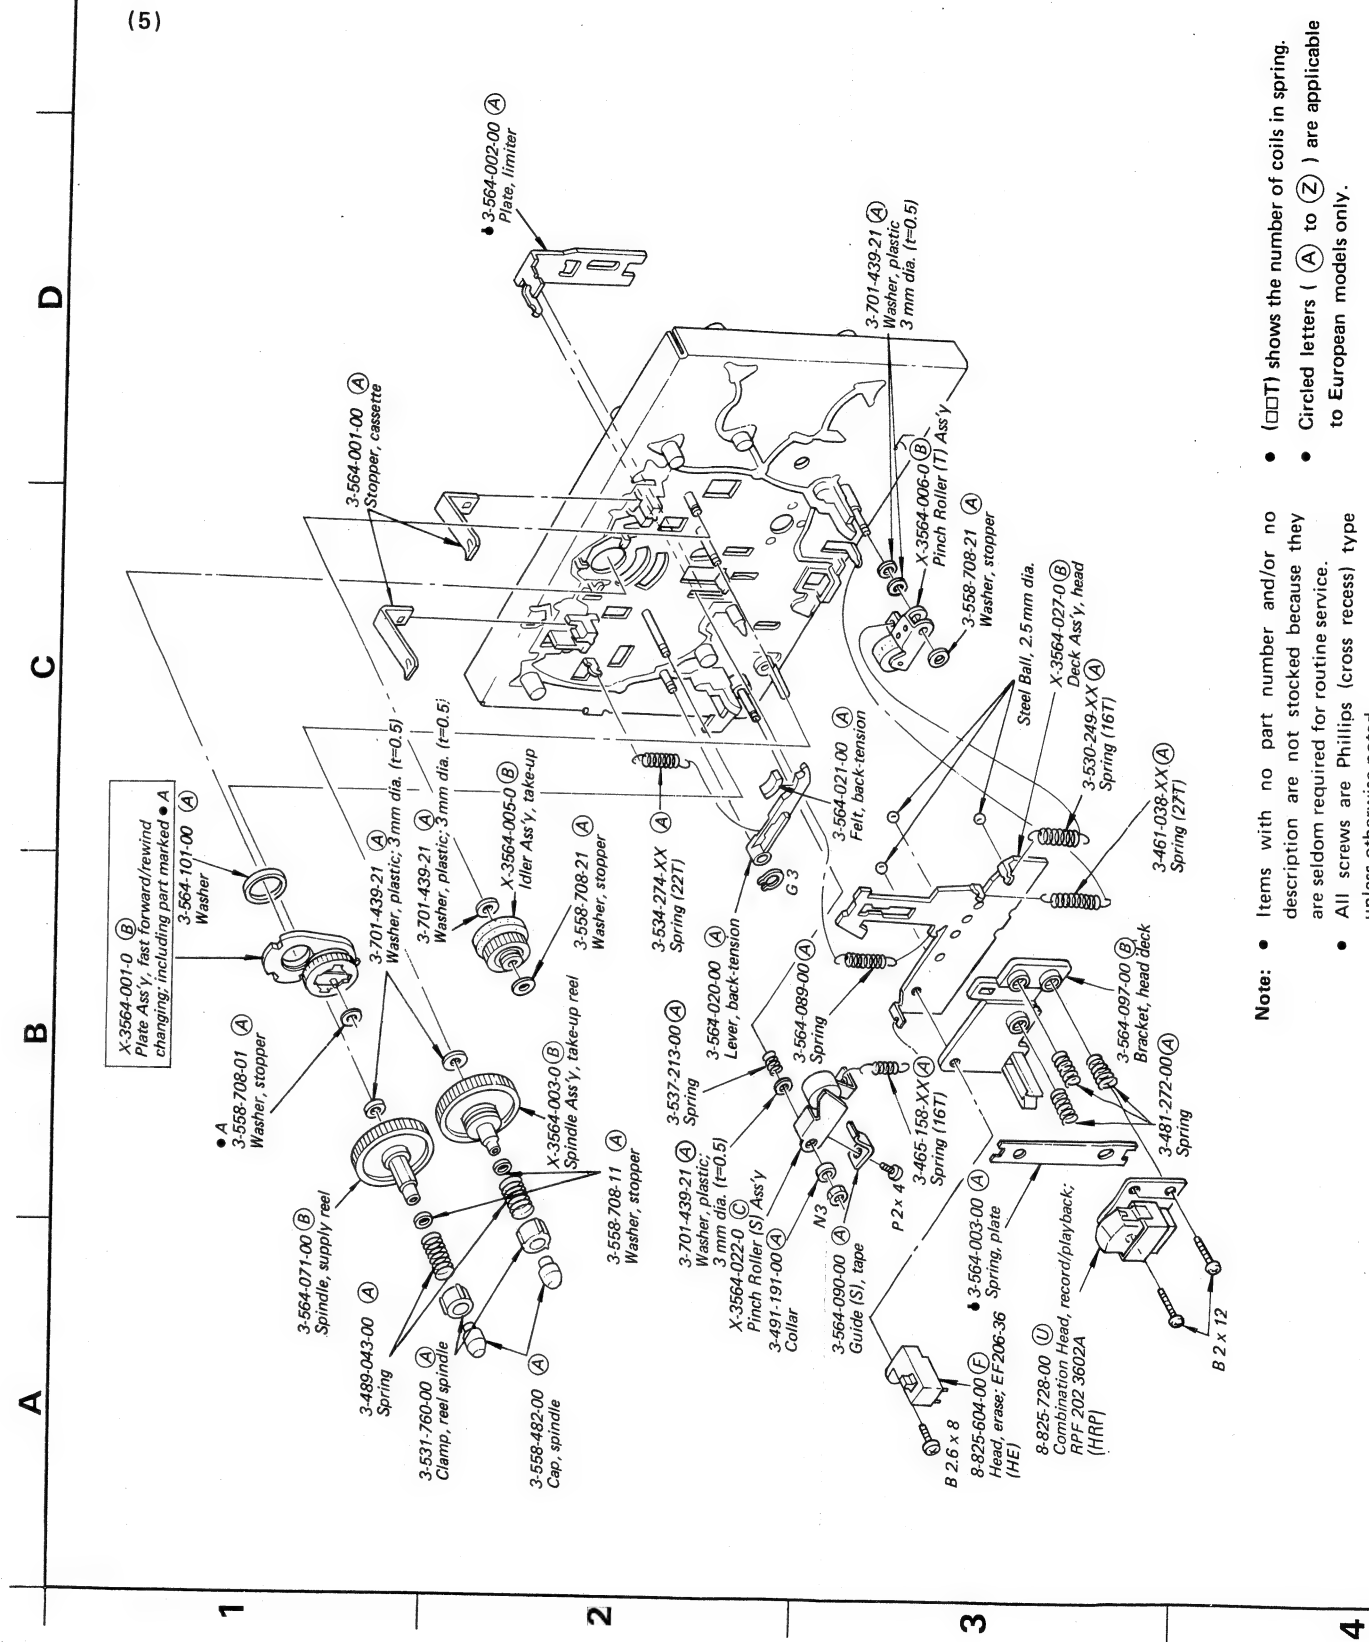 (5)
A
B
C
D
1
2
3
4
X-3564-001-0 (B)
Plate Ass'y, fast forward/rewind
changing; including part marked ●A
3-564-101-00 (A)
Washer
●A
3-558-708-01 (A)
Washer, stopper
3-701-439-21 (A)
Washer, plastic; 3 mm dia. (t=0.5)
3-701-439-21 (A)
Washer, plastic; 3 mm dia. (t=0.5)
X-3564-005-0 (B)
Idler Ass'y, take-up
3-558-708-21 (A)
Washer, stopper
3-564-071-00 (B)
Spindle, supply reel
3-489-043-00 (A)
Spring
3-531-760-00 (A)
Clamp, reel spindle
3-558-482-00 (A)
Cap, spindle
X-3564-003-0 (B)
Spindle Ass'y, take-up reel
3-558-708-11 (A)
Washer, stopper
3-564-001-00 (A)
Stopper, cassette
3-564-002-00 (A)
Plate, limiter
3-534-274-XX (A)
Spring (22T)
3-564-020-00 (A)
Lever, back-tension
G 3
3-564-021-00 (A)
Felt, back-tension
3-537-213-00 (A)
Spring
3-701-439-21 (A)
Washer, plastic;
3 mm dia. (t=0.5)
X-3564-022-0 (C)
Pinch Roller (S) Ass'y
3-491-191-00 (A)
Collar
N3
3-564-090-00 (A)
Guide (S), tape
P 2 x 4
3-564-089-00 (A)
Spring
3-465-158-XX (A)
Spring (16T)
3-701-439-21 (A)
Washer, plastic
3 mm dia. (t=0.5)
X-3564-006-0 (B)
Pinch Roller (T) Ass'y
3-558-708-21 (A)
Washer, stopper
Steel Ball, 2.5 mm dia.
X-3564-027-0 (B)
Deck Ass'y, head
3-530-249-XX (A)
Spring (16T)
3-461-038-XX (A)
Spring (27T)
3-564-097-00 (B)
Bracket, head deck
3-481-272-00 (A)
Spring
3-564-003-00 (A)
Spring, plate
B 2.6 x 8
8-825-604-00 (F)
Head, erase; EF206-36
(HE)
8-825-728-00 (U)
Combination Head, record/playback;
RPF 202 3602A
(HRP)
B 2 x 12
Note: ● Items with no part number and/or no
description are not stocked because they
are seldom required for routine service.
● All screws are Phillips (cross recess) type
unless otherwise noted.
● (□□T) shows the number of coils in spring.
● Circled letters ( (A) to (Z) ) are applicable
to European models only.